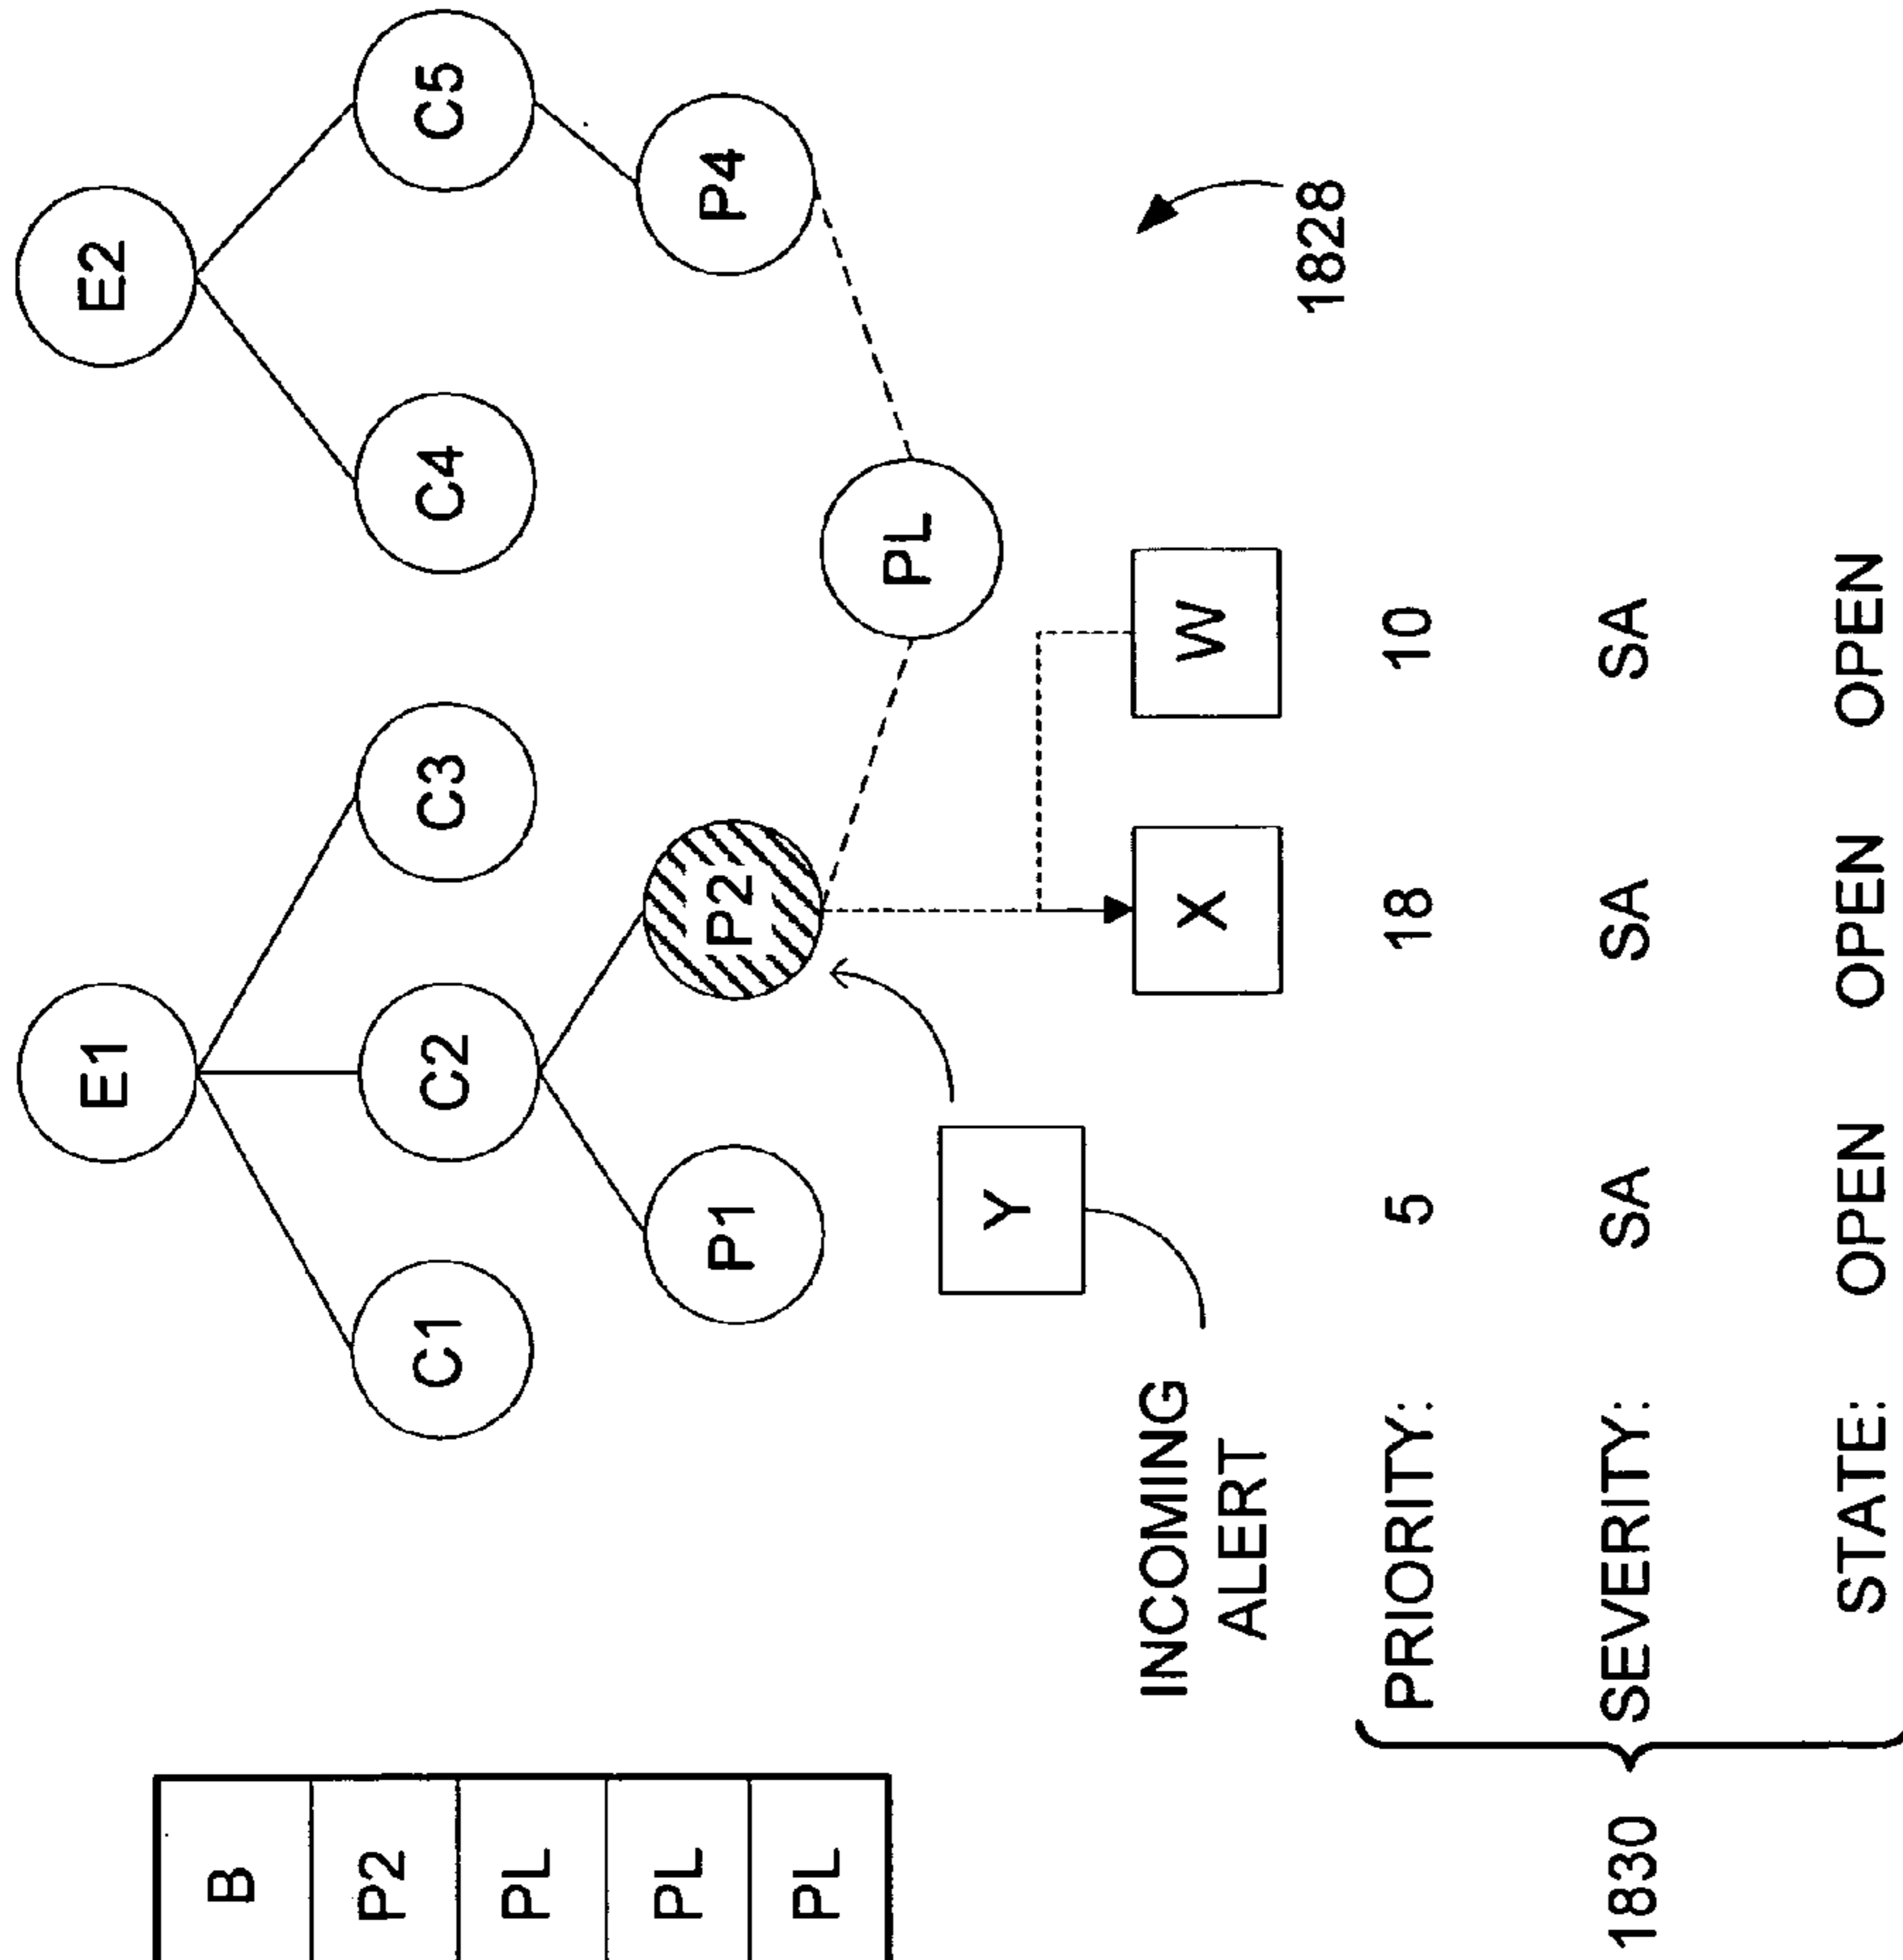 E1
E2
C1
C2
C3
C4
C5
P1
P2
P4
PL
B
P2
PL
PL
PL
Y
X
W
INCOMING
ALERT
1828
PRIORITY: 5 18 10
1830 SEVERITY: SA SA SA
STATE: OPEN OPEN OPEN